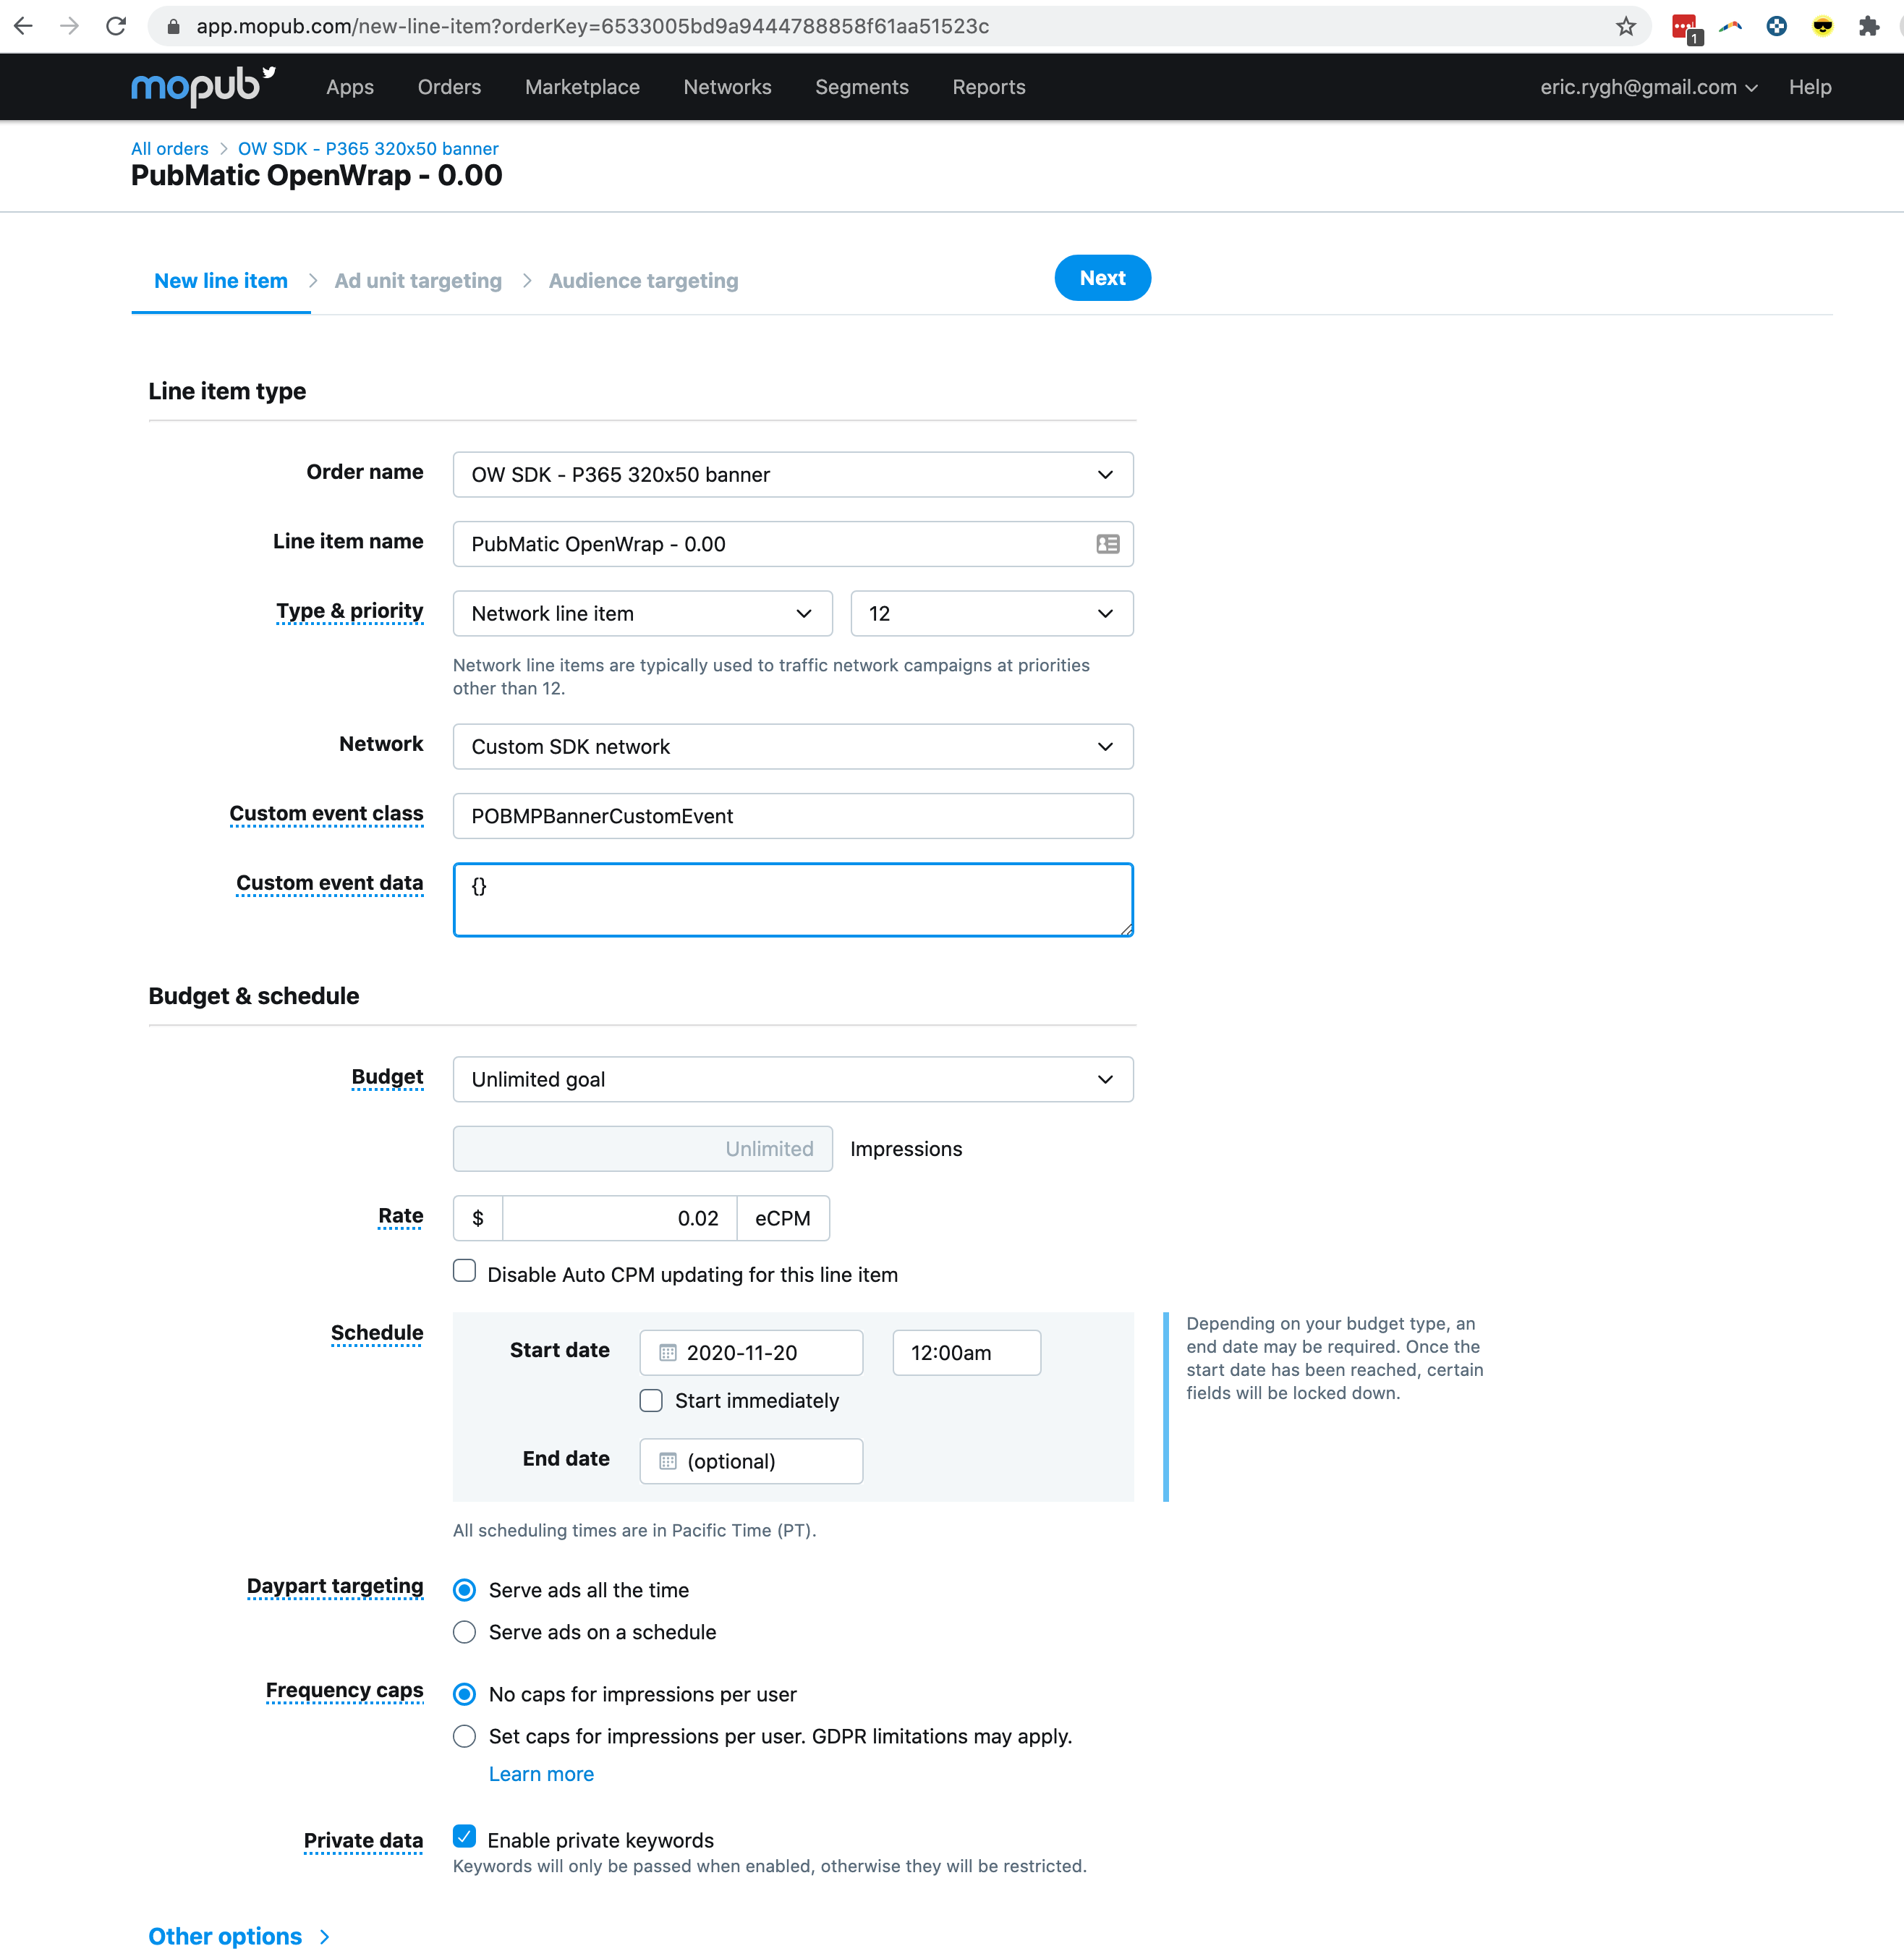 app.mopub.com/new-line-item?orderKey=6533005bd9a9444788858f61aa51523c
1
mopub Apps Orders Marketplace Networks Segments Reports eric.rygh@gmail.com Help
All orders > OW SDK - P365 320x50 banner
PubMatic OpenWrap - 0.00
New line item > Ad unit targeting > Audience targeting Next
Line item type
Order name OW SDK - P365 320x50 banner
Line item name PubMatic OpenWrap - 0.00
Type & priority Network line item 12
Network line items are typically used to traffic network campaigns at priorities
other than 12.
Network Custom SDK network
Custom event class POBMPBannerCustomEvent
Custom event data {}
Budget & schedule
Budget Unlimited goal
Unlimited Impressions
Rate $ 0.02 eCPM
Disable Auto CPM updating for this line item
Schedule Start date 2020-11-20 12:00am
Start immediately
End date (optional)
Depending on your budget type, an
end date may be required. Once the
start date has been reached, certain
fields will be locked down.
All scheduling times are in Pacific Time (PT).
Daypart targeting Serve ads all the time
Serve ads on a schedule
Frequency caps No caps for impressions per user
Set caps for impressions per user. GDPR limitations may apply.
Learn more
Private data Enable private keywords
Keywords will only be passed when enabled, otherwise they will be restricted.
Other options >